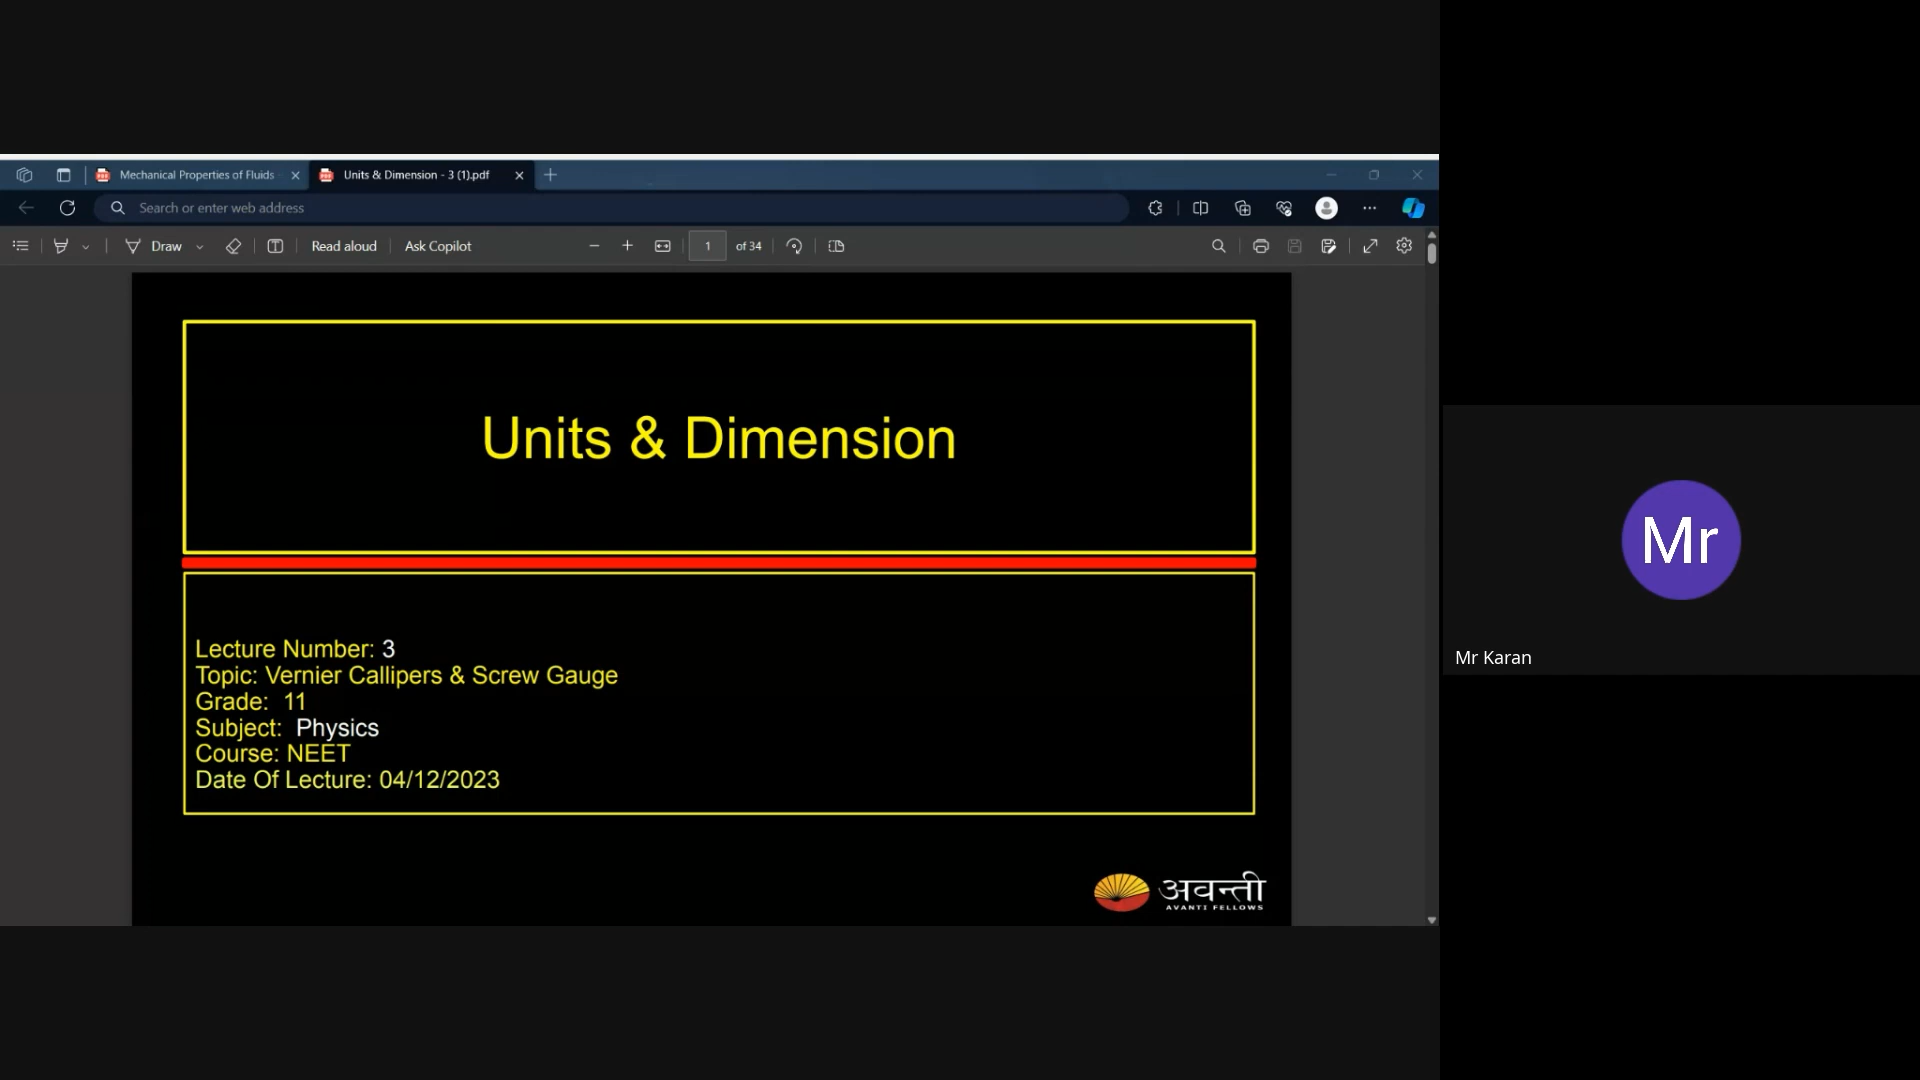 Mechanical Properties of Fluids
Units & Dimension - 3 (1).pdf
Search or enter web address
Draw
Read aloud
Ask Copilot
1 of 34
Units & Dimension
Lecture Number: 3
Topic: Vernier Callipers & Screw Gauge
Grade: 11
Subject: Physics
Course: NEET
Date Of Lecture: 04/12/2023
अवन्ती
AVANTI FELLOWS
Mr
Mr Karan